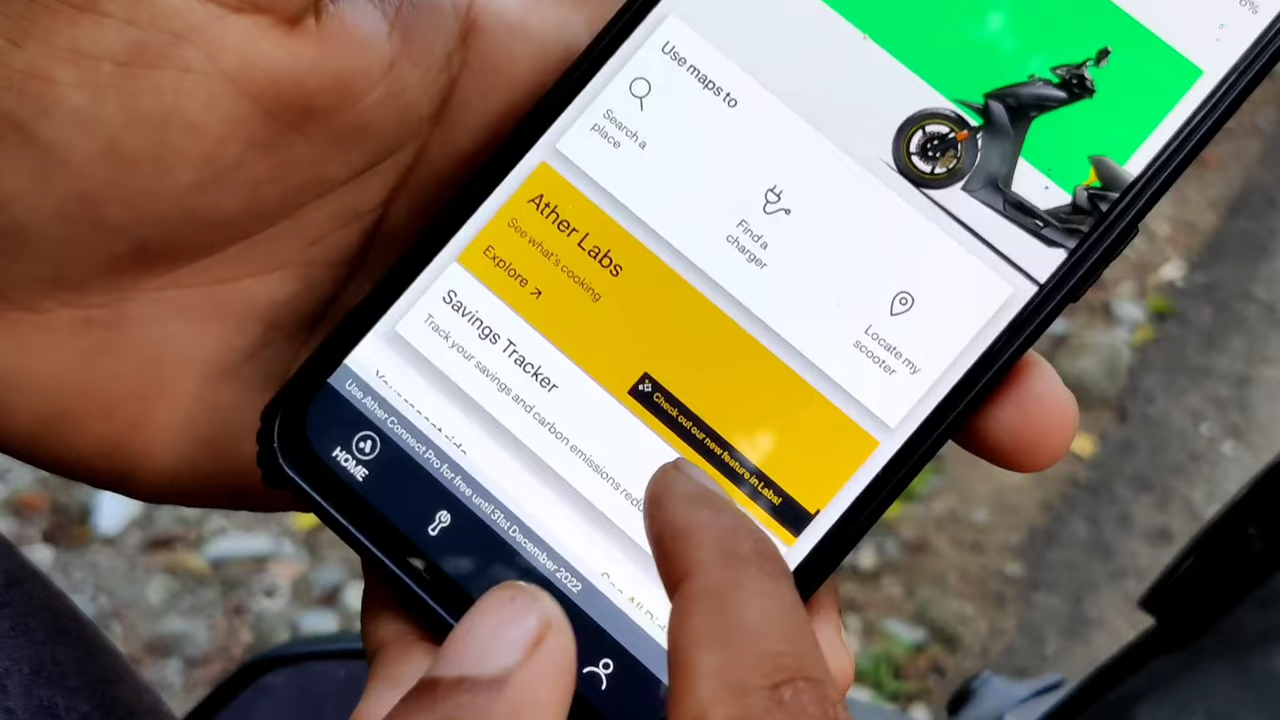 Use maps to
Search a
place
Find a
charger
Locate my
scooter
Ather Labs
See what's cooking
Explore
Check out our new feature in Labs!
Savings Tracker
Track your savings and carbon emissions
Use Ather Connect Pro for free until 31st December 2022
HOME